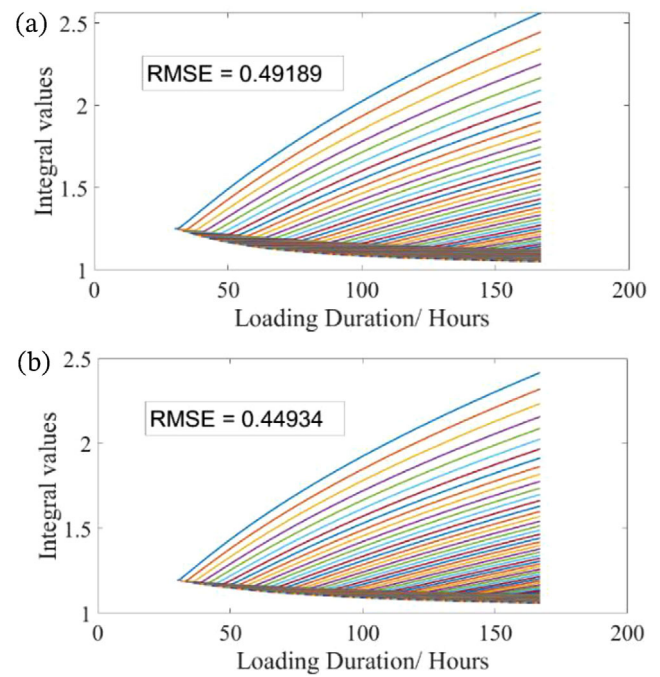 (a)
2.5
2
1.5
1
Integral values
RMSE = 0.49189
0 50 100 150 200
Loading Duration/ Hours
(b)
2.5
2
1.5
1
Integral values
RMSE = 0.44934
0 50 100 150 200
Loading Duration/ Hours